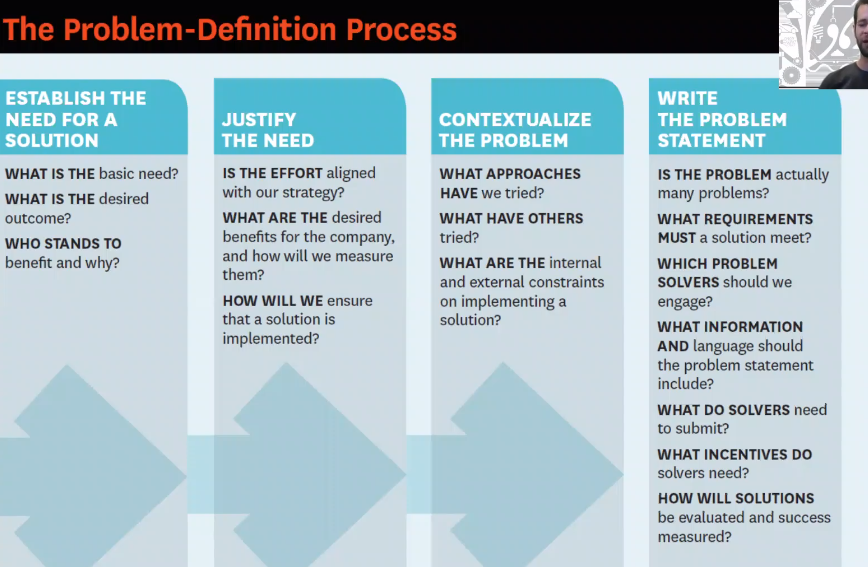 The Problem-Definition Process
ESTABLISH THE
NEED FOR A
SOLUTION
WHAT IS THE basic need?
WHAT IS THE desired
outcome?
WHO STANDS TO
benefit and why?
JUSTIFY
THE NEED
IS THE EFFORT aligned
with our strategy?
WHAT ARE THE desired
benefits for the company,
and how will we measure
them?
HOW WILL WE ensure
that a solution is
implemented?
CONTEXTUALIZE
THE PROBLEM
WHAT APPROACHES
HAVE we tried?
WHAT HAVE OTHERS
tried?
WHAT ARE THE internal
and external constraints
on implementing a
solution?
WRITE
THE PROBLEM
STATEMENT
IS THE PROBLEM actually
many problems?
WHAT REQUIREMENTS
MUST a solution meet?
WHICH PROBLEM
SOLVERS should we
engage?
WHAT INFORMATION
AND language should
the problem statement
include?
WHAT DO SOLVERS need
to submit?
WHAT INCENTIVES DO
solvers need?
HOW WILL SOLUTIONS
be evaluated and success
measured?